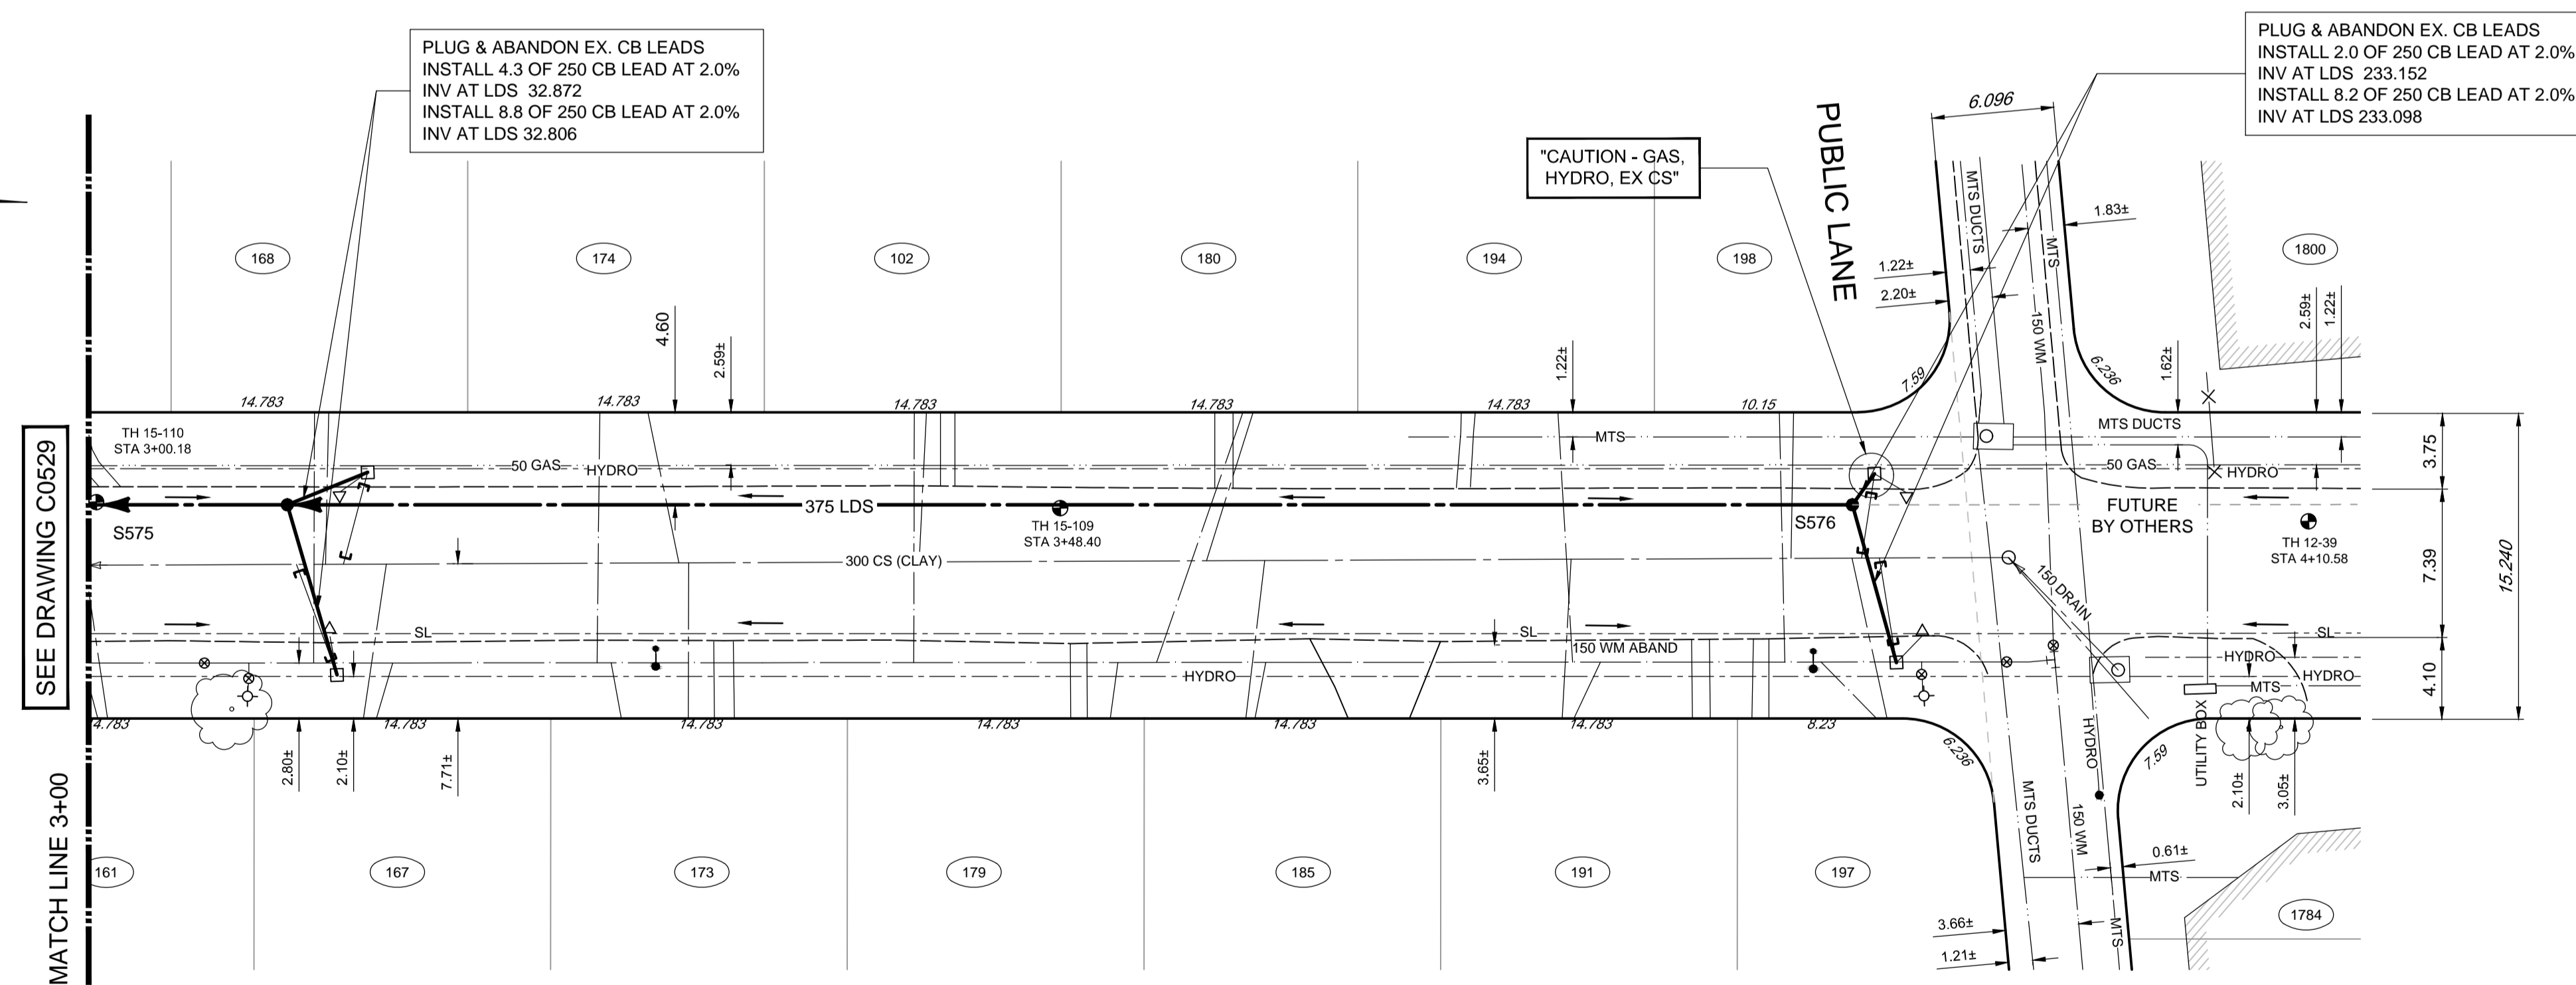 PLUG & ABANDON EX. CB LEADS
INSTALL 4.3 OF 250 CB LEAD AT 2.0%
INV AT LDS 32.872
INSTALL 8.8 OF 250 CB LEAD AT 2.0%
INV AT LDS 32.806
PLUG & ABANDON EX. CB LEADS
INSTALL 2.0 OF 250 CB LEAD AT 2.0%
INV AT LDS 233.152
INSTALL 8.2 OF 250 CB LEAD AT 2.0%
INV AT LDS 233.098
"CAUTION - GAS,
HYDRO, EX CS"
PUBLIC LANE
6.096
MTS DUCTS
MTS
150 WM
1.83±
1.22±
2.20±
168
174
102
180
194
198
1800
4.60
2.59±
1.22±
1.62±
2.59±
1.22±
14.783
14.783
14.783
14.783
14.783
10.15
7.59
6.236
TH 15-110
STA 3+00.18
MTS
MTS DUCTS
50 GAS
HYDRO
50 GAS
HYDRO
S575
375 LDS
TH 15-109
STA 3+48.40
S576
FUTURE
BY OTHERS
TH 12-39
STA 4+10.58
300 CS (CLAY)
150 DRAIN
SL
SL
SL
150 WM ABAND
HYDRO
HYDRO
HYDRO
MTS
3.75
7.39
4.10
15.240
4.783
14.783
14.783
14.783
14.783
14.783
8.23
6.236
7.59
2.80±
2.10±
7.71±
3.65±
HYDRO
UTILITY BOX
2.10±
3.05±
MTS DUCTS
150 WM
0.61±
MTS
MTS
3.66±
1.21±
161
167
173
179
185
191
197
1784
SEE DRAWING C0529
MATCH LINE 3+00